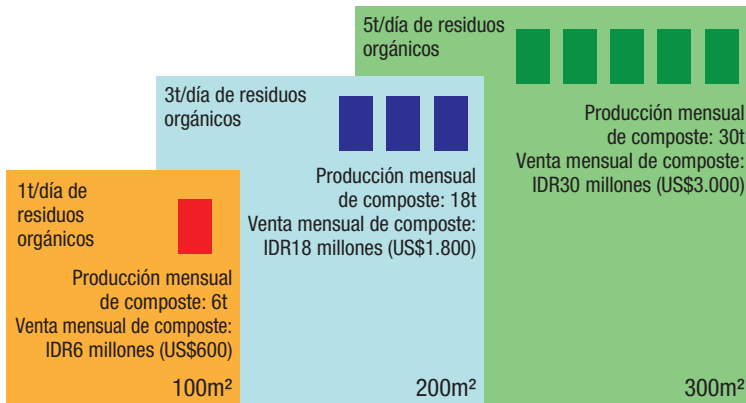 1t/día de
residuos
orgánicos
Producción mensual
de composte: 6t
Venta mensual de composte:
IDR6 millones (US$600)
100m²
3t/día de residuos
orgánicos
Producción mensual
de composte: 18t
Venta mensual de composte:
IDR18 millones (US$1.800)
200m²
5t/día de residuos
orgánicos
Producción mensual
de composte: 30t
Venta mensual de composte:
IDR30 millones (US$3.000)
300m²